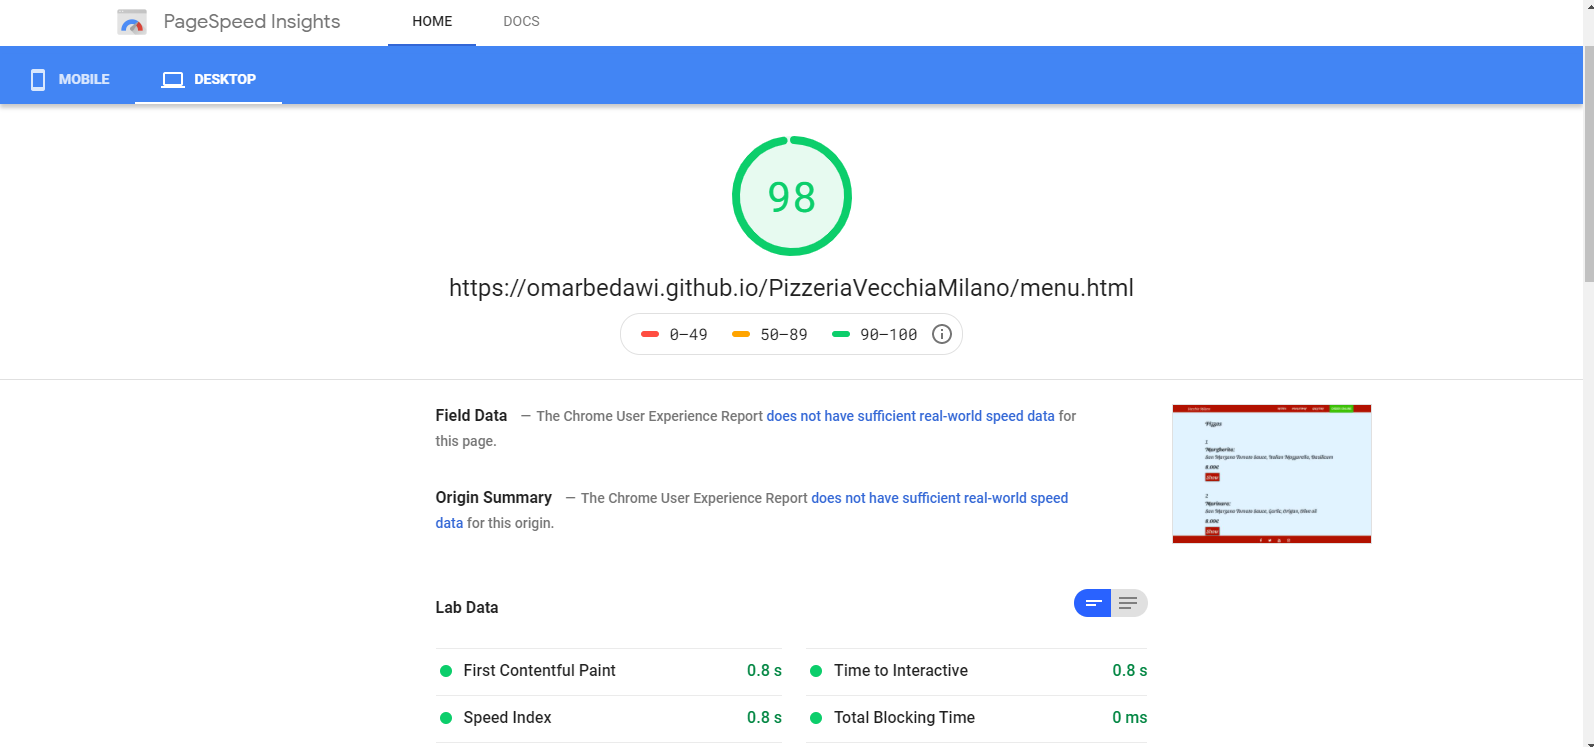 PageSpeed Insights HOME DOCS
MOBILE DESKTOP
98
https://omarbedawi.github.io/PizzeriaVecchiaMilano/menu.html
0–49 50–89 90–100
Field Data — The Chrome User Experience Report does not have sufficient real-world speed data for
this page.
Origin Summary — The Chrome User Experience Report does not have sufficient real-world speed
data for this origin.
Pizzas
1
Margherita:
San Marzano Tomato Sauce, Italian Mozzarella, Basilicum
8.00€
Show
2
Marinara:
San Marzano Tomato Sauce, Garlic, Origan, Olive oil
8.00€
Show
Lab Data
First Contentful Paint 0.8 s Time to Interactive 0.8 s
Speed Index 0.8 s Total Blocking Time 0 ms